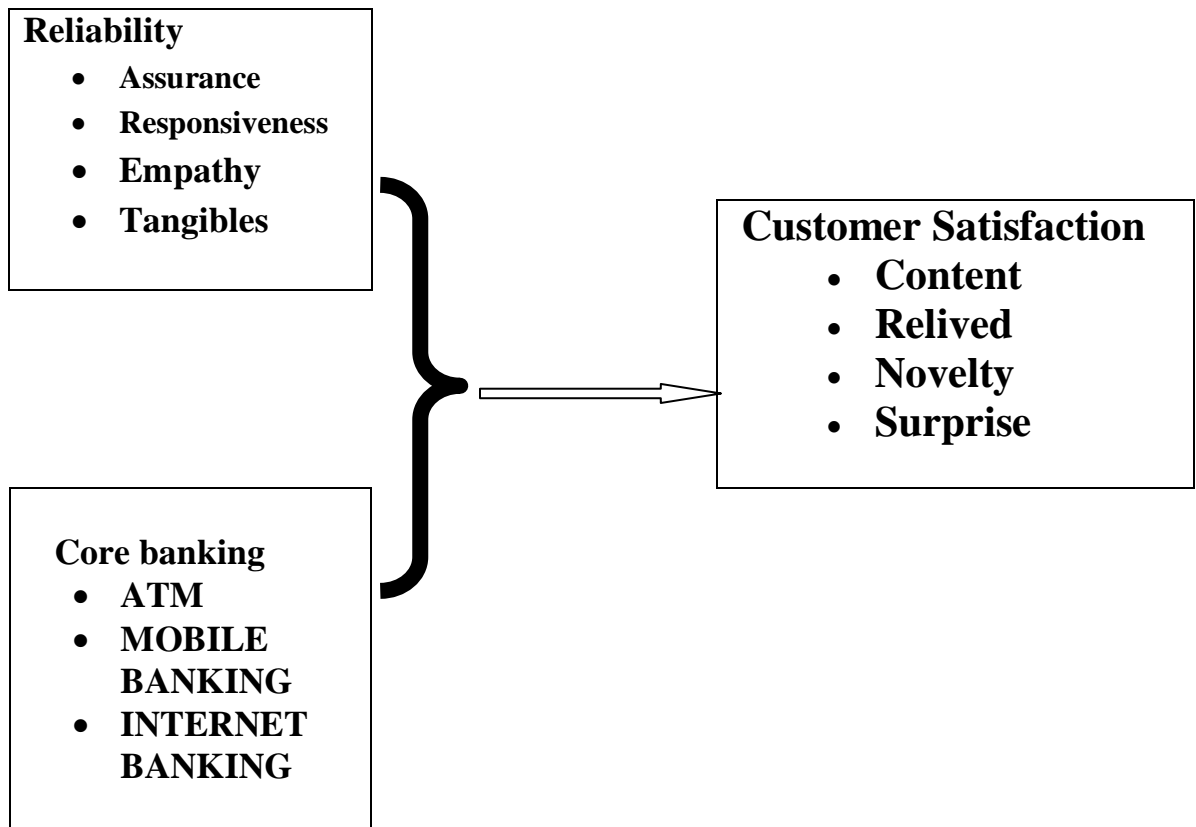 Reliability
• Assurance
• Responsiveness
• Empathy
• Tangibles
Customer Satisfaction
• Content
• Relived
• Novelty
• Surprise
Core banking
• ATM
• MOBILE
BANKING
• INTERNET
BANKING